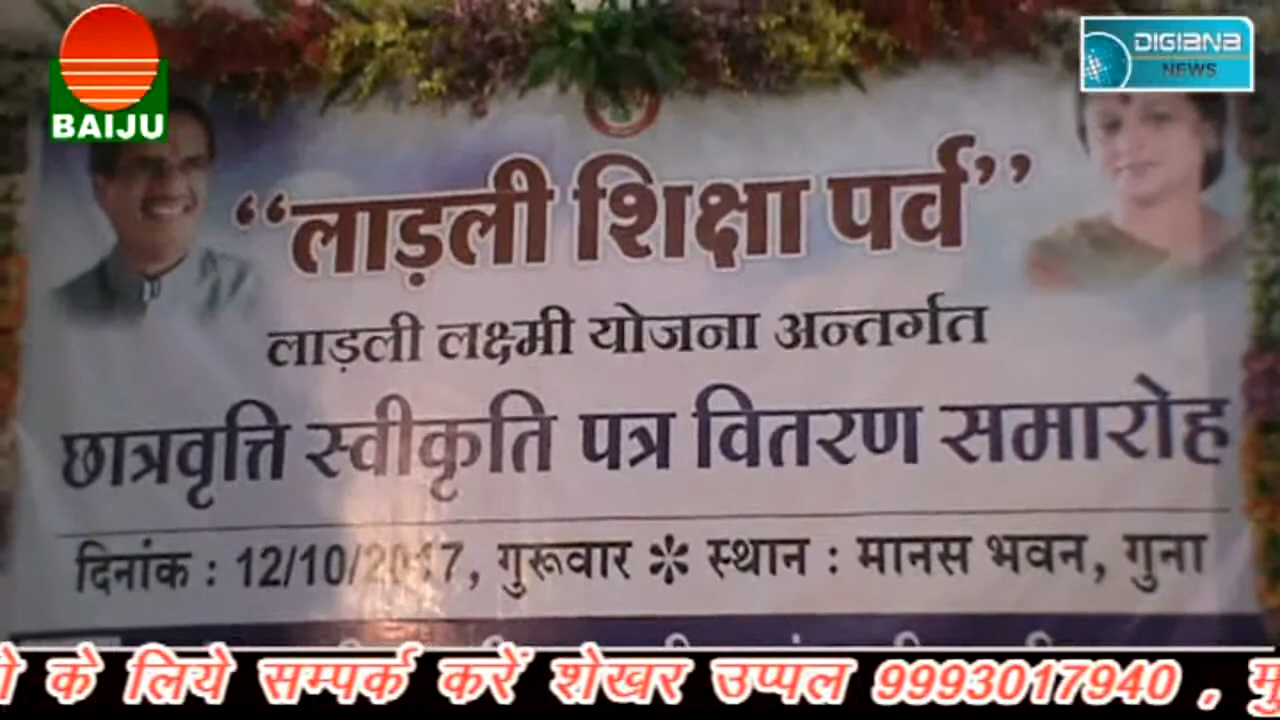 BAIJU
DIGIANA
NEWS
“लाड़ली शिक्षा पर्व”
लाड़ली लक्ष्मी योजना अन्तर्गत
छात्रवृत्ति स्वीकृति पत्र वितरण समारोह
दिनांक : 12/10/2017, गुरूवार * स्थान : मानस भवन, गुना
के लिये सम्पर्क करें शेखर उप्पल 9993017940 ,